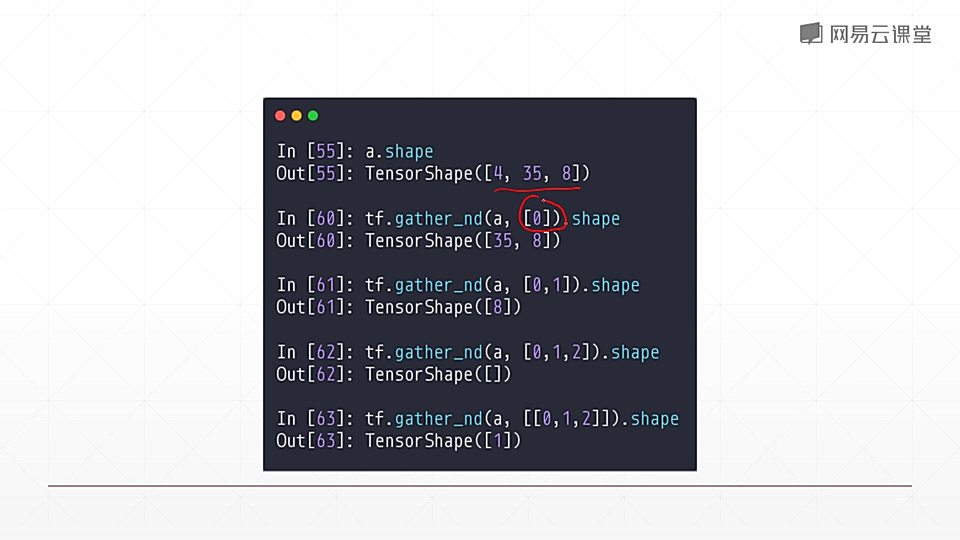 网易云课堂
In [55]: a.shape
Out[55]: TensorShape([4, 35, 8])
In [60]: tf.gather_nd(a, [0]).shape
Out[60]: TensorShape([35, 8])
In [61]: tf.gather_nd(a, [0,1]).shape
Out[61]: TensorShape([8])
In [62]: tf.gather_nd(a, [0,1,2]).shape
Out[62]: TensorShape([])
In [63]: tf.gather_nd(a, [[0,1,2]]).shape
Out[63]: TensorShape([1])